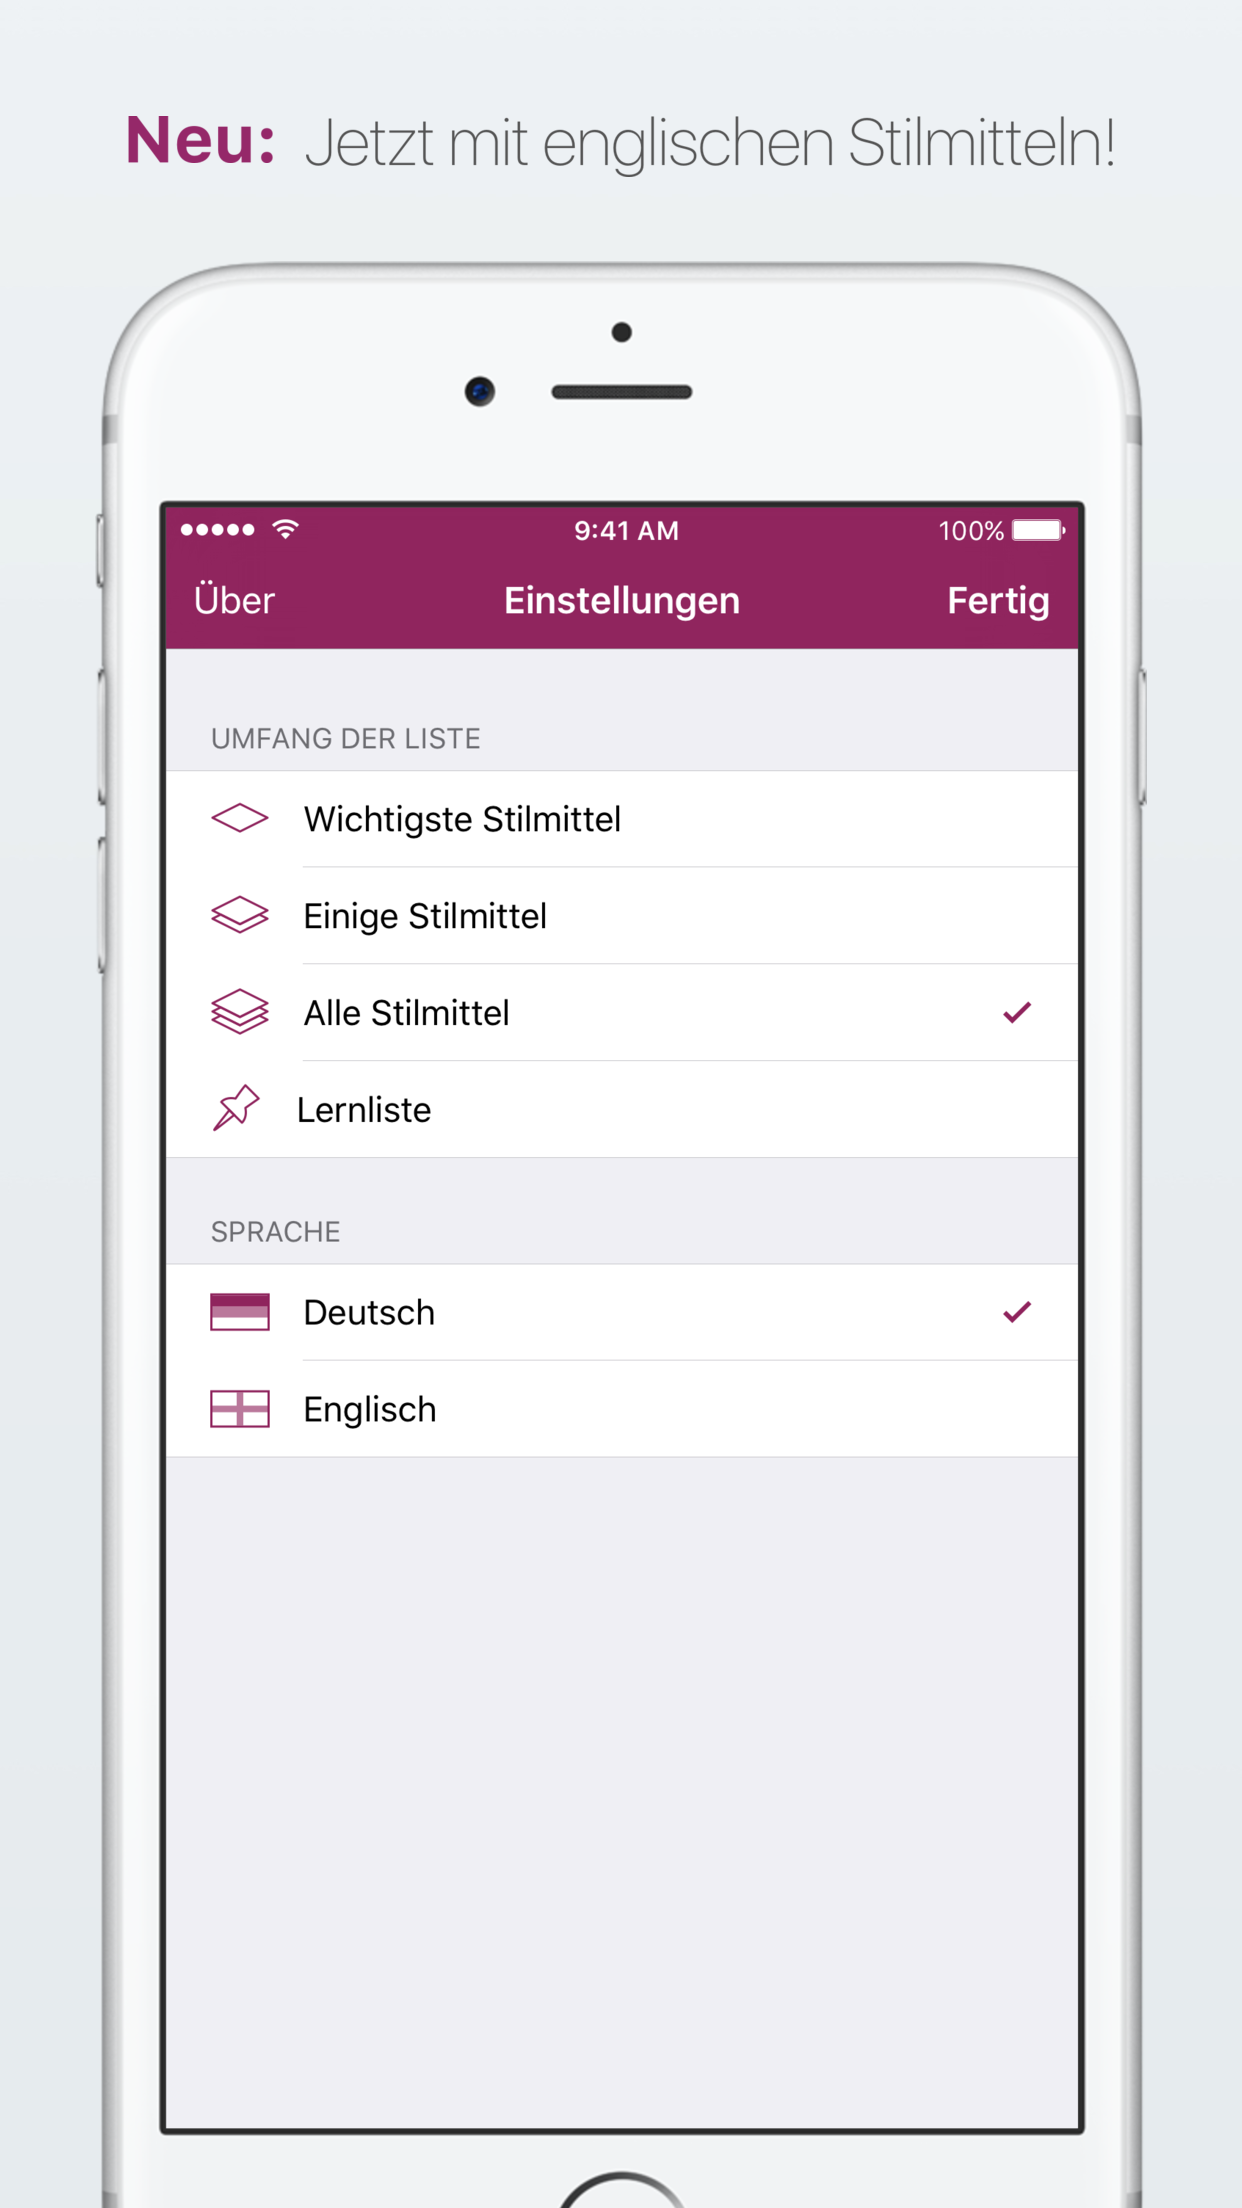 Neu: Jetzt mit englischen Stilmitteln!
9:41 AM 100%
Über Einstellungen Fertig
UMFANG DER LISTE
Wichtigste Stilmittel
Einige Stilmittel
Alle Stilmittel
Lernliste
SPRACHE
Deutsch
Englisch